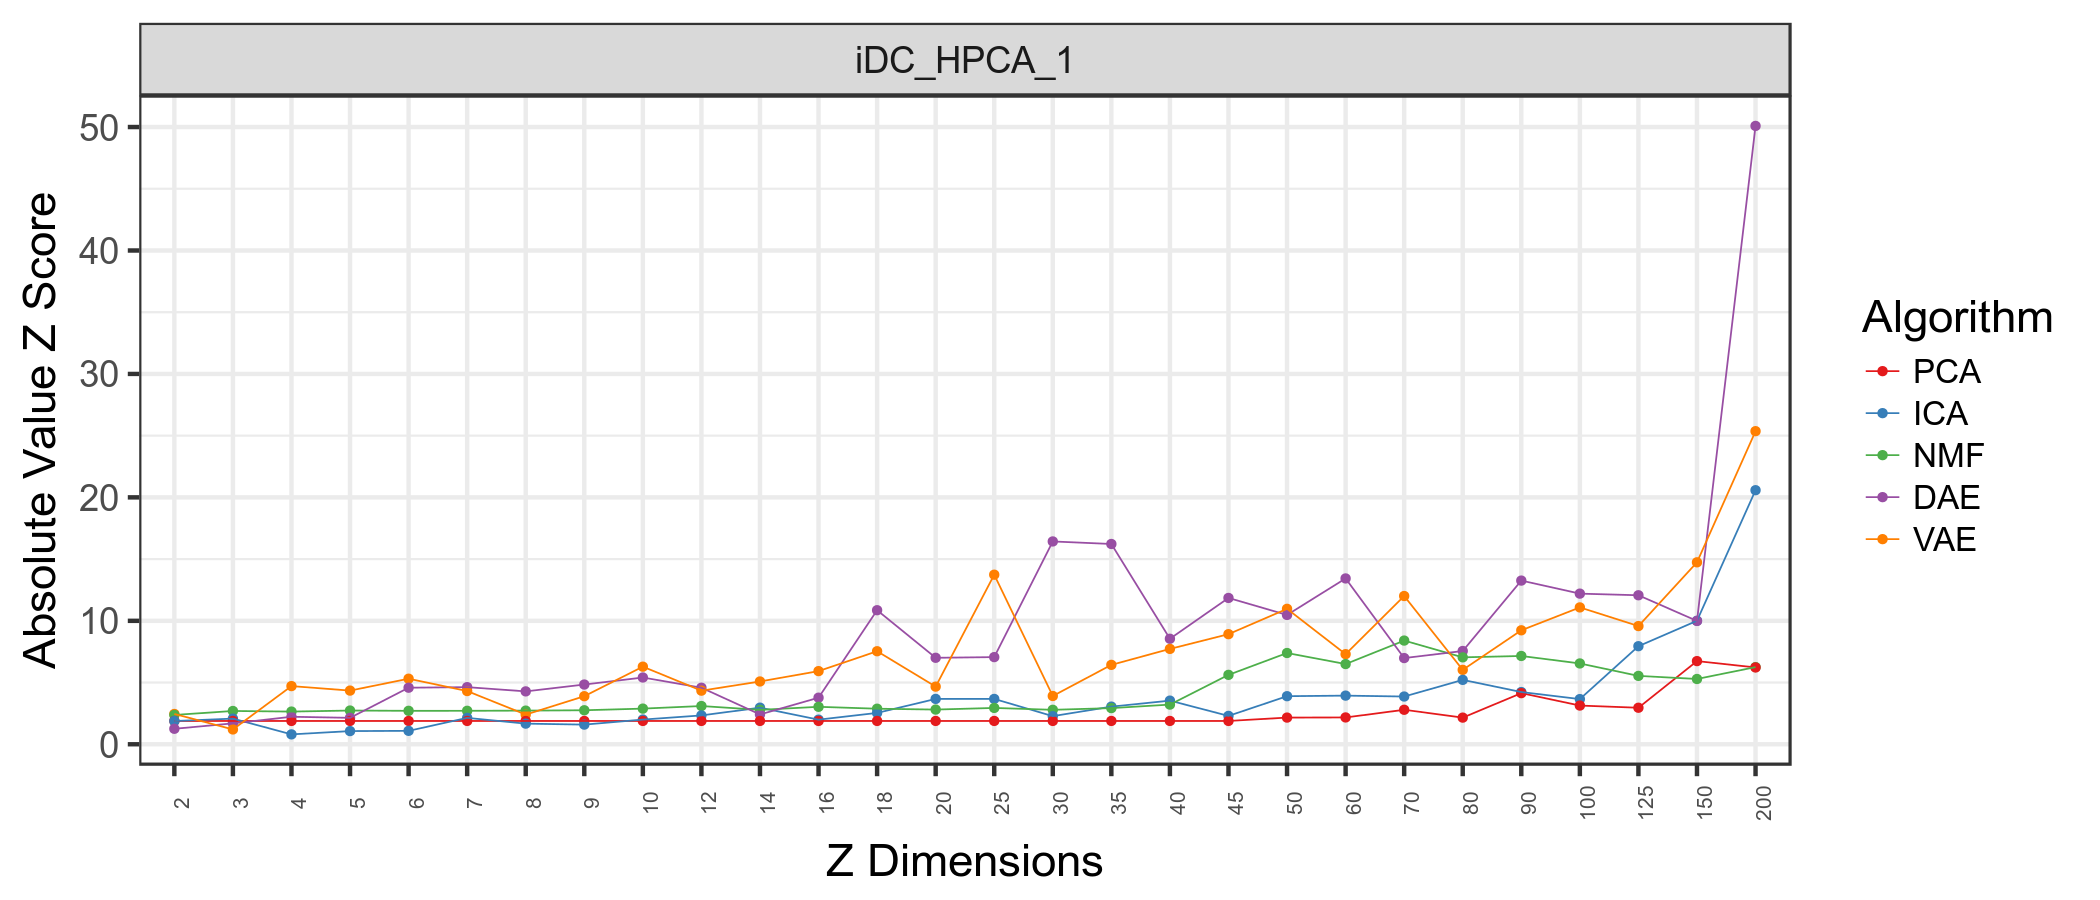 iDC_HPCA_1
Absolute Value Z Score
50
40
30
20
10
0
2 3 4 5 6 7 8 9 10 12 14 16 18 20 25 30 35 40 45 50 60 70 80 90 100 125 150 200
Z Dimensions
Algorithm
PCA
ICA
NMF
DAE
VAE